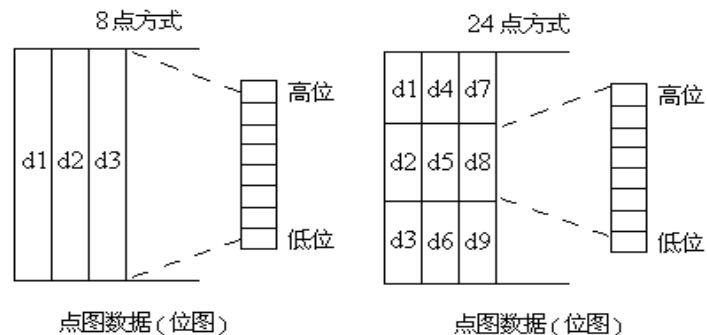 8点方式
24点方式
高位
d1 d2 d3
低位
d1 d4 d7
高位
d2 d5 d8
d3 d6 d9
低位
点图数据(位图)
点图数据(位图)